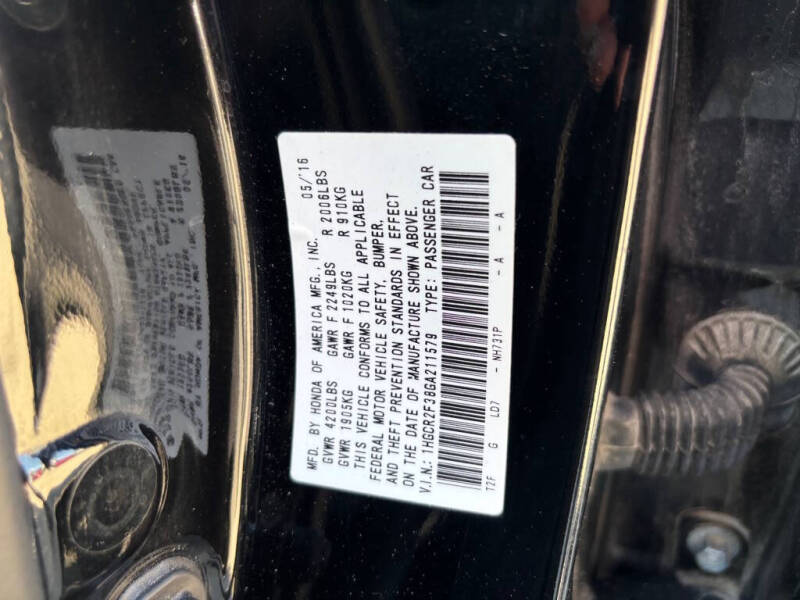 MFD. BY HONDA OF AMERICA MFG., INC. 05/'16
GVWR 4200LBS GAWR F 2249LBS R 2006LBS
GVWR 1905KG GAWR F 1020KG R 910KG
THIS VEHICLE CONFORMS TO ALL APPLICABLE
FEDERAL MOTOR VEHICLE SAFETY, BUMPER,
AND THEFT PREVENTION STANDARDS IN EFFECT
ON THE DATE OF MANUFACTURE SHOWN ABOVE.
V.I.N.: 1HGCR2F38GA211579 TYPE: PASSENGER CAR
T2F G LD7 - NH731P - A - A